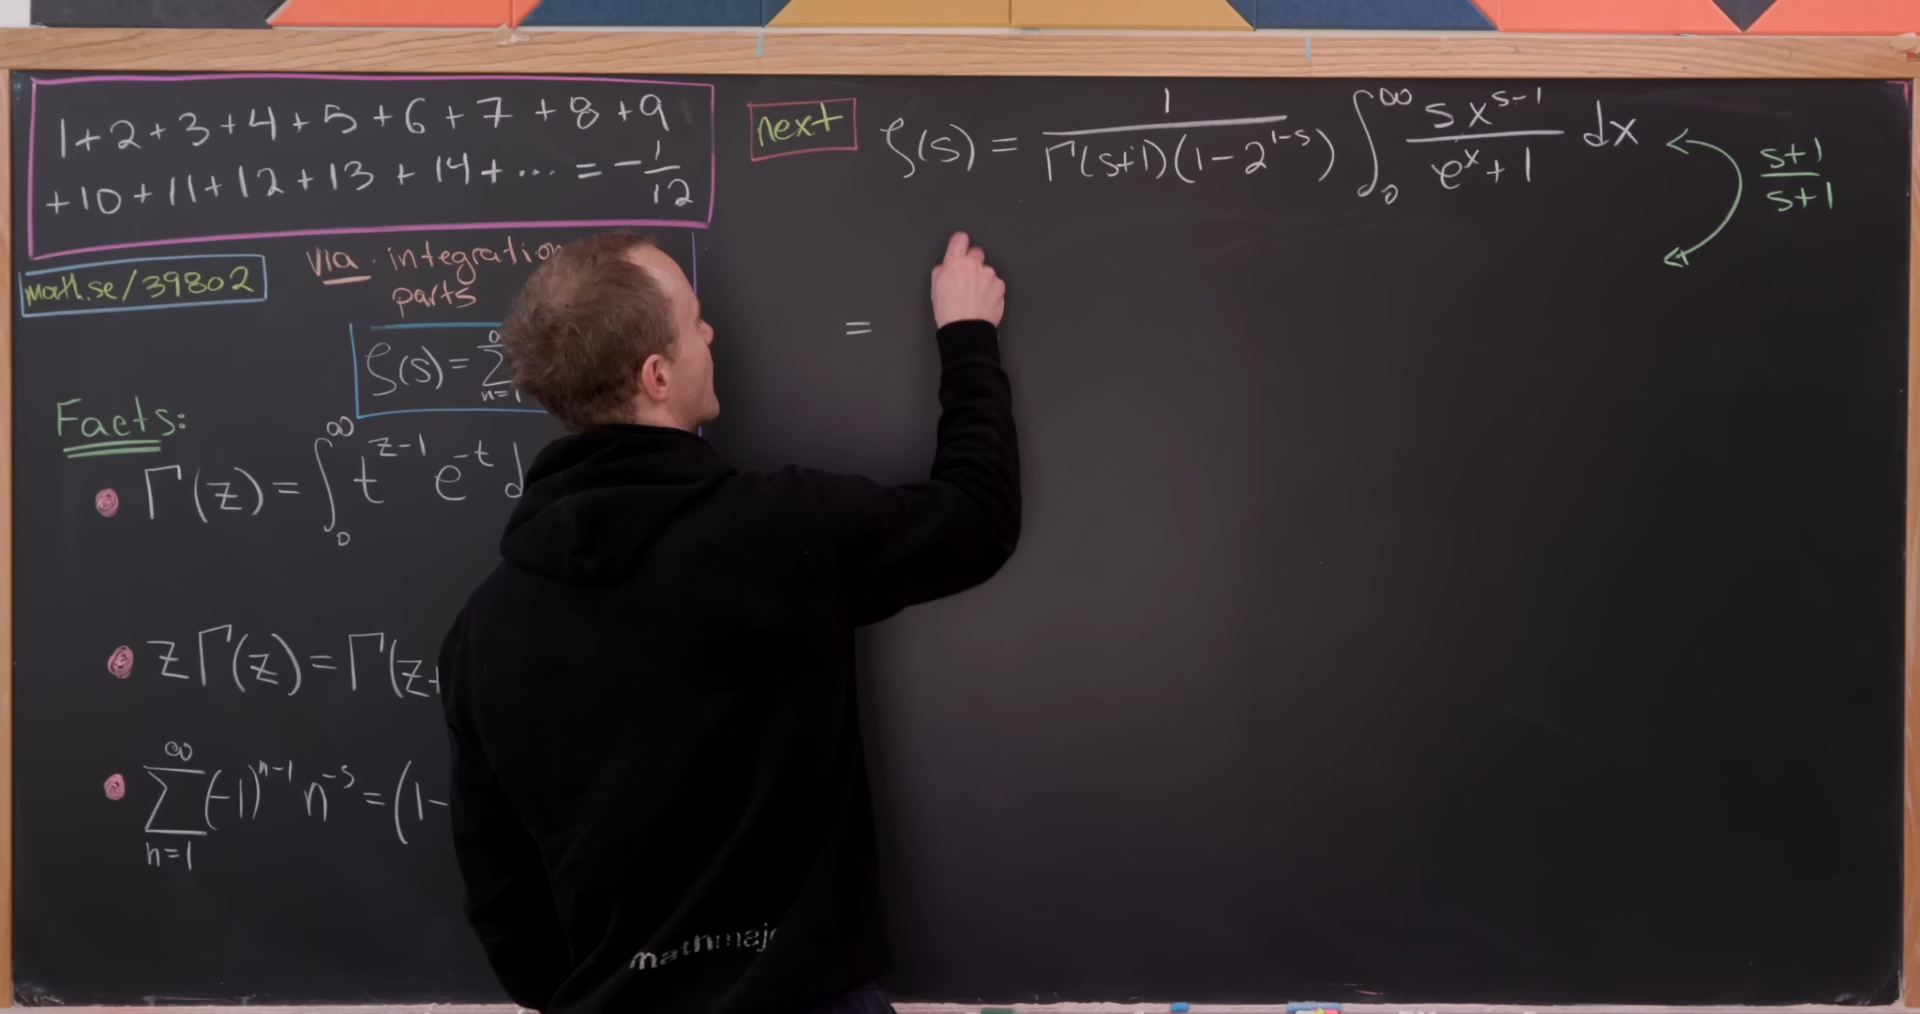 1+2+3+4+5+6+7+8+9
+10+11+12+13+14+... = -1/12
math.se/39802
via integration
parts
ζ(s) = ∑ n=1
Facts:
Γ(z) = ∫₀^∞ t^{z-1} e^{-t} d
zΓ(z) = Γ(z+
∑_{n=1}^∞ (-1)^{n-1} n^{-s} = (1-
next
ζ(s) = 1/(Γ(s+1)(1-2^{1-s})) ∫₀^∞ (s x^{s-1})/(e^x+1) dx
(s+1)/(s+1)
=
mathmaj